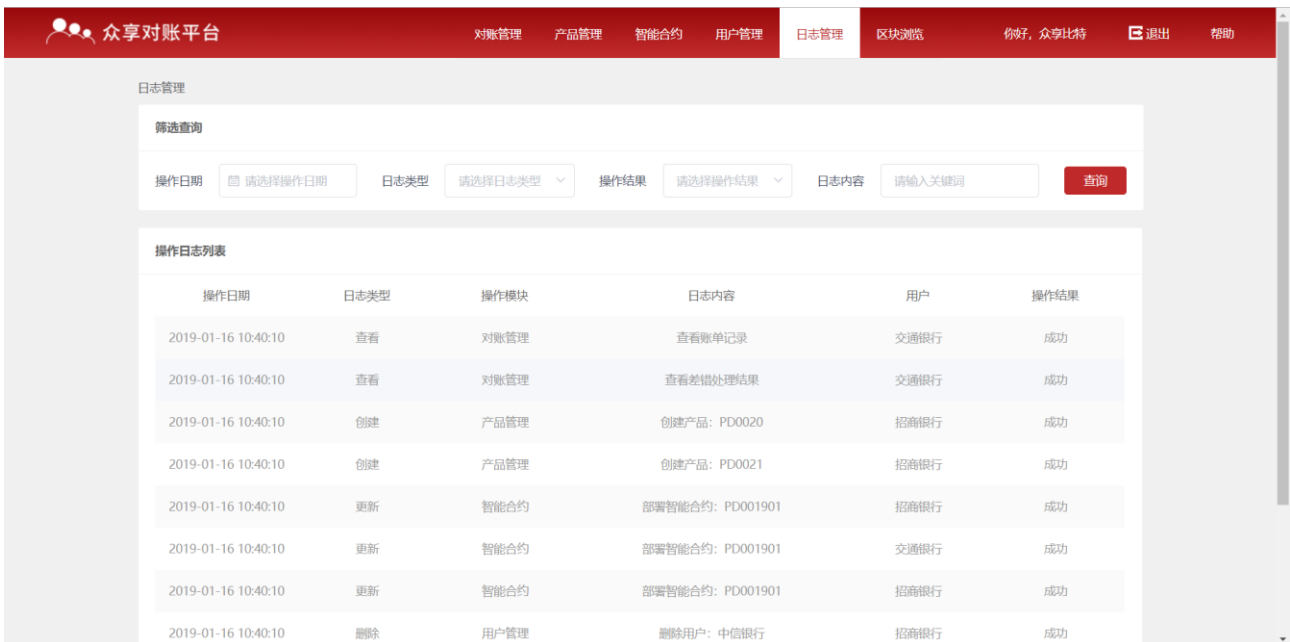 众享对账平台 对账管理 产品管理 智能合约 用户管理 日志管理 区块浏览 你好，众享比特 退出 帮助
日志管理
筛选查询
操作日期 请选择操作日期 日志类型 请选择日志类型 操作结果 请选择操作结果 日志内容 请输入关键词 查询
操作日志列表
操作日期 日志类型 操作模块 日志内容 用户 操作结果
2019-01-16 10:40:10 查看 对账管理 查看账单记录 交通银行 成功
2019-01-16 10:40:10 查看 对账管理 查看差错处理结果 交通银行 成功
2019-01-16 10:40:10 创建 产品管理 创建产品：PD0020 招商银行 成功
2019-01-16 10:40:10 创建 产品管理 创建产品：PD0021 招商银行 成功
2019-01-16 10:40:10 更新 智能合约 部署智能合约：PD001901 招商银行 成功
2019-01-16 10:40:10 更新 智能合约 部署智能合约：PD001901 交通银行 成功
2019-01-16 10:40:10 更新 智能合约 部署智能合约：PD001901 招商银行 成功
2019-01-16 10:40:10 删除 用户管理 删除用户：中信银行 招商银行 成功